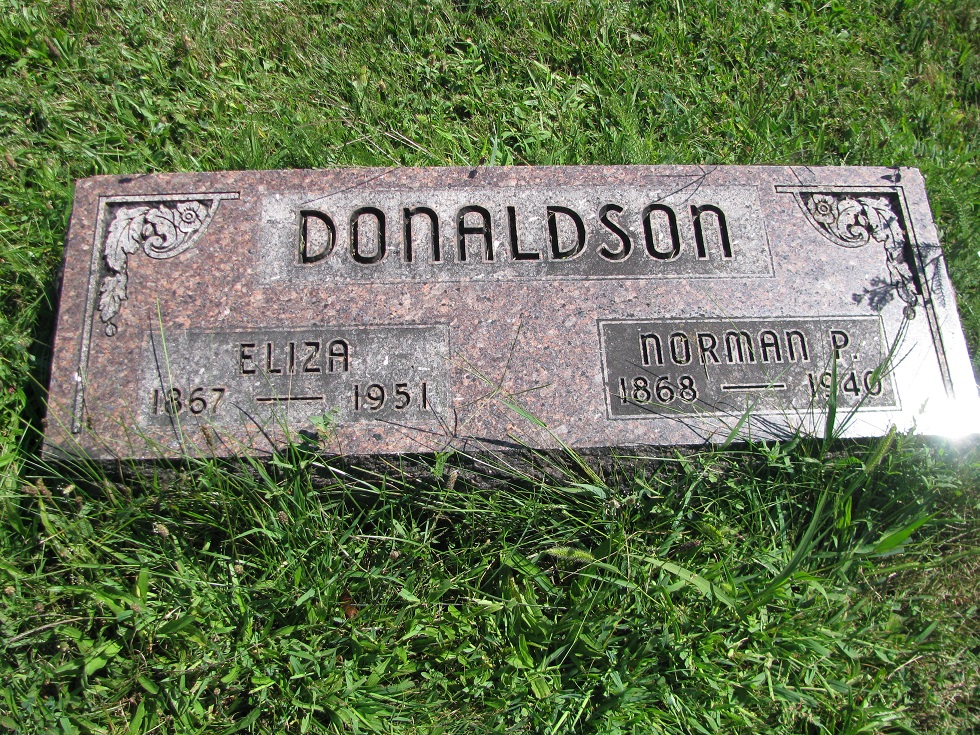 DONALDSON
ELIZA
1867 — 1951
NORMAN P.
1868 — 1940